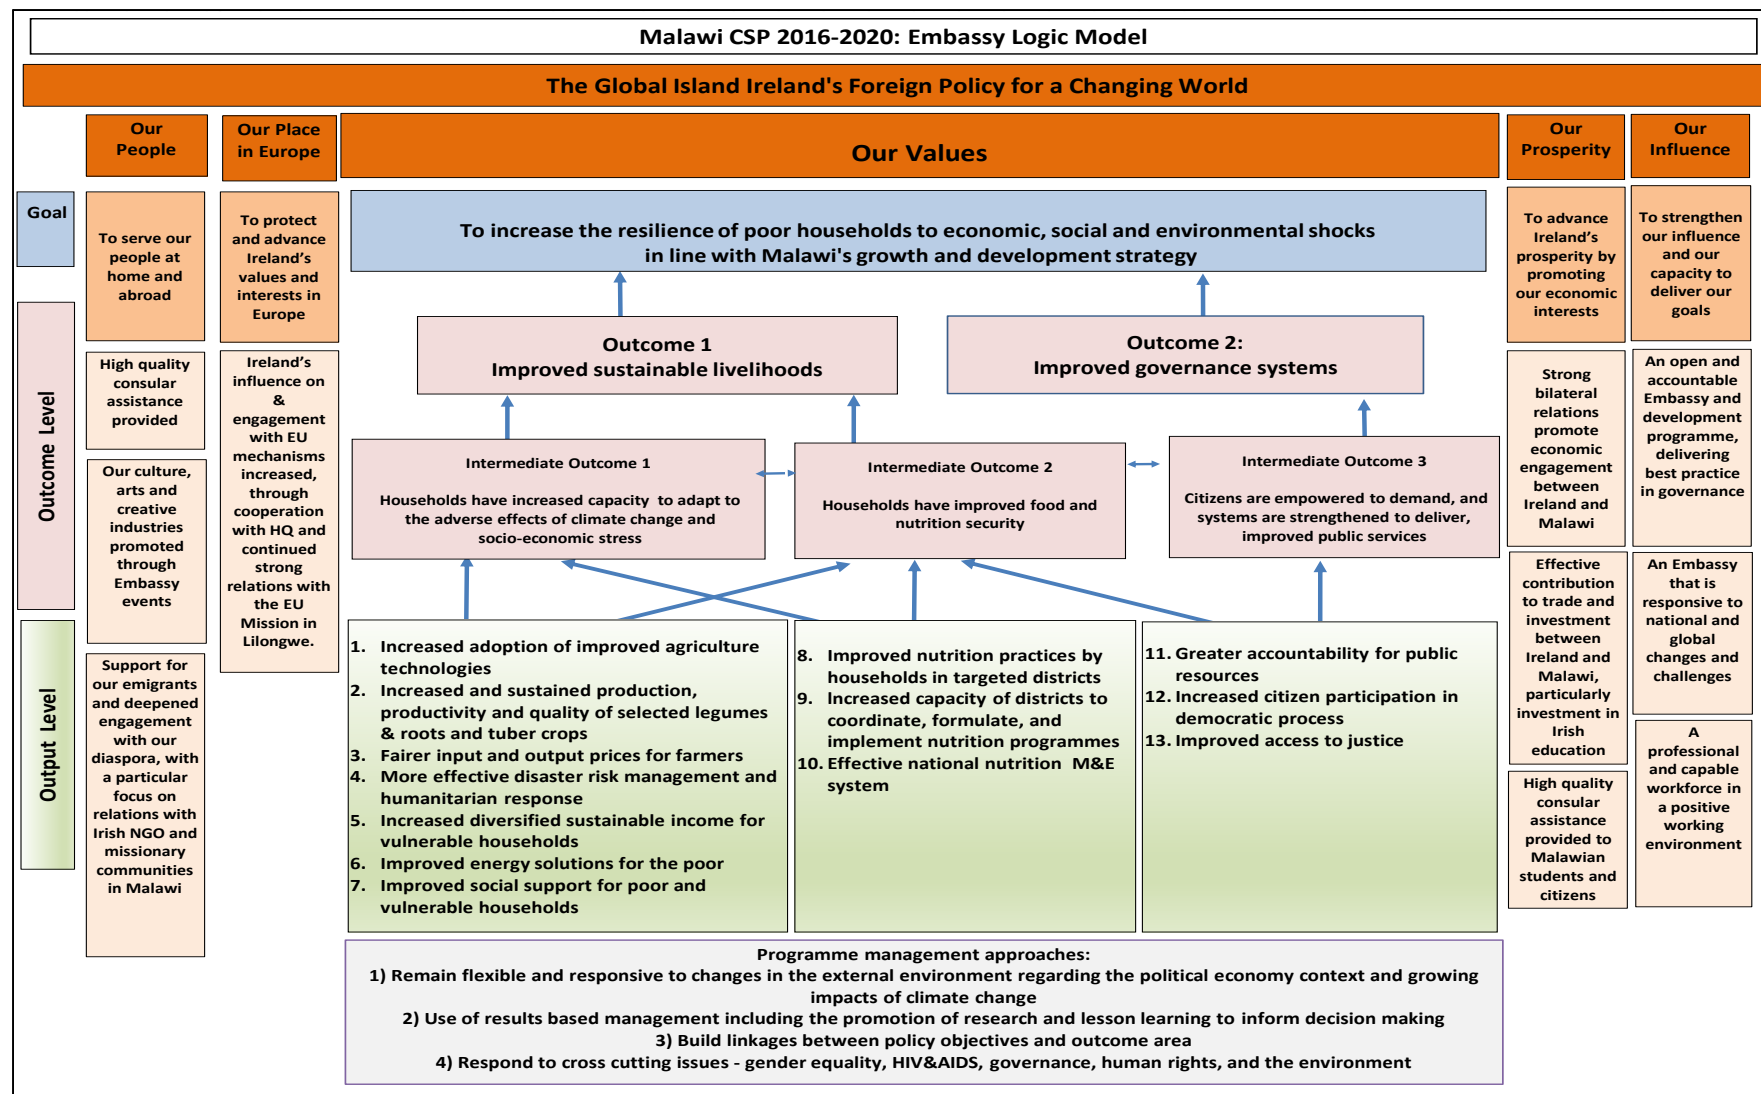 Malawi CSP 2016-2020: Embassy Logic Model
The Global Island Ireland's Foreign Policy for a Changing World
Our
People
Our Place
in Europe
Our Values
Our
Prosperity
Our
Influence
Goal
Outcome Level
Output Level
To serve our
people at
home and
abroad
High quality
consular
assistance
provided
Our culture,
arts and
creative
industries
promoted
through
Embassy
events
Support for
our emigrants
and deepened
engagement
with our
diaspora, with
a particular
focus on
relations with
Irish NGO and
missionary
communities
in Malawi
To protect
and advance
Ireland's
values and
interests in
Europe
Ireland’s
influence on
&
engagement
with EU
mechanisms
increased,
through
cooperation
with HQ and
continued
strong
relations with
the EU
Mission in
Lilongwe.
To increase the resilience of poor households to economic, social and environmental shocks
in line with Malawi's growth and development strategy
Outcome 1
Improved sustainable livelihoods
Outcome 2:
Improved governance systems
Intermediate Outcome 1
Households have increased capacity to adapt to
the adverse effects of climate change and
socio-economic stress
Intermediate Outcome 2
Households have improved food and
nutrition security
Intermediate Outcome 3
Citizens are empowered to demand, and
systems are strengthened to deliver,
improved public services
1. Increased adoption of improved agriculture
technologies
2. Increased and sustained production,
productivity and quality of selected legumes
& roots and tuber crops
3. Fairer input and output prices for farmers
4. More effective disaster risk management and
humanitarian response
5. Increased diversified sustainable income for
vulnerable households
6. Improved energy solutions for the poor
7. Improved social support for poor and
vulnerable households
8. Improved nutrition practices by
households in targeted districts
9. Increased capacity of districts to
coordinate, formulate, and
implement nutrition programmes
10. Effective national nutrition M&E
system
11. Greater accountability for public
resources
12. Increased citizen participation in
democratic process
13. Improved access to justice
Programme management approaches:
1) Remain flexible and responsive to changes in the external environment regarding the political economy context and growing
impacts of climate change
2) Use of results based management including the promotion of research and lesson learning to inform decision making
3) Build linkages between policy objectives and outcome area
4) Respond to cross cutting issues - gender equality, HIV&AIDS, governance, human rights, and the environment
To advance
Ireland’s
prosperity by
promoting
our economic
interests
Strong
bilateral
relations
promote
economic
engagement
between
Ireland and
Malawi
Effective
contribution
to trade and
investment
between
Ireland and
Malawi,
particularly
investment in
Irish
education
High quality
consular
assistance
provided to
Malawian
students and
citizens
To strengthen
our influence
and our
capacity to
deliver our
goals
An open and
accountable
Embassy and
development
programme,
delivering
best practice
in governance
An Embassy
that is
responsive to
national and
global
changes and
challenges
A
professional
and capable
workforce in
a positive
working
environment